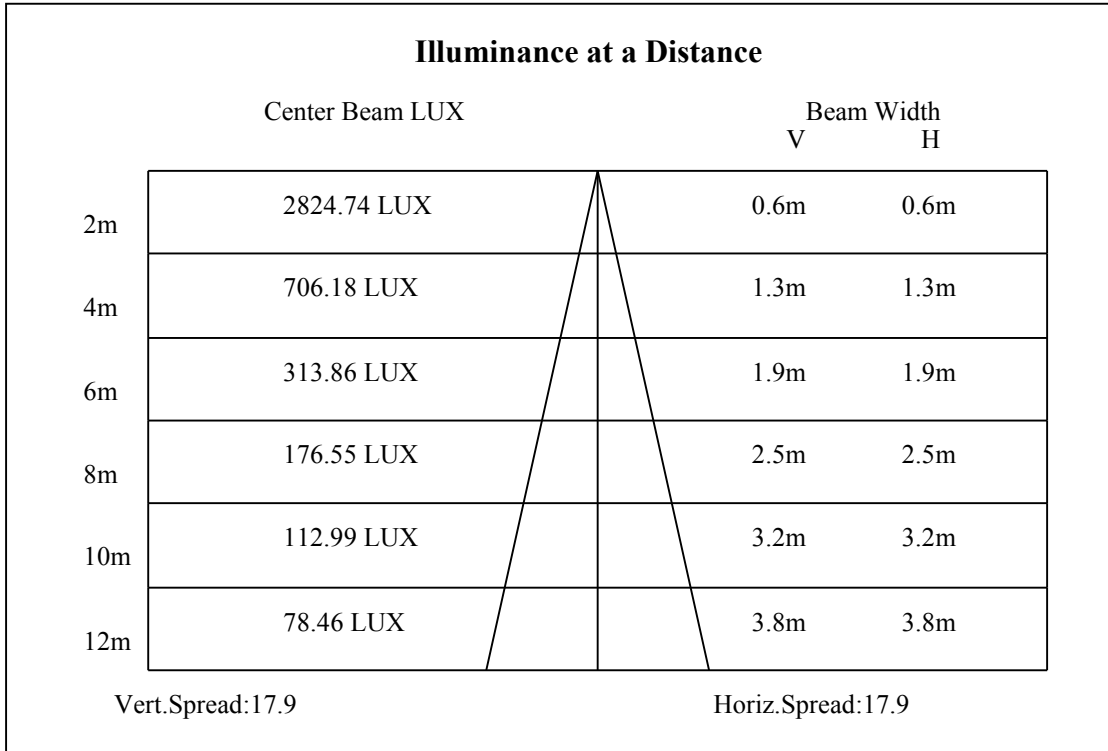 Illuminance at a Distance
Center Beam LUX Beam Width
V H
2m 2824.74 LUX 0.6m 0.6m
4m 706.18 LUX 1.3m 1.3m
6m 313.86 LUX 1.9m 1.9m
8m 176.55 LUX 2.5m 2.5m
10m 112.99 LUX 3.2m 3.2m
12m 78.46 LUX 3.8m 3.8m
Vert.Spread:17.9 Horiz.Spread:17.9